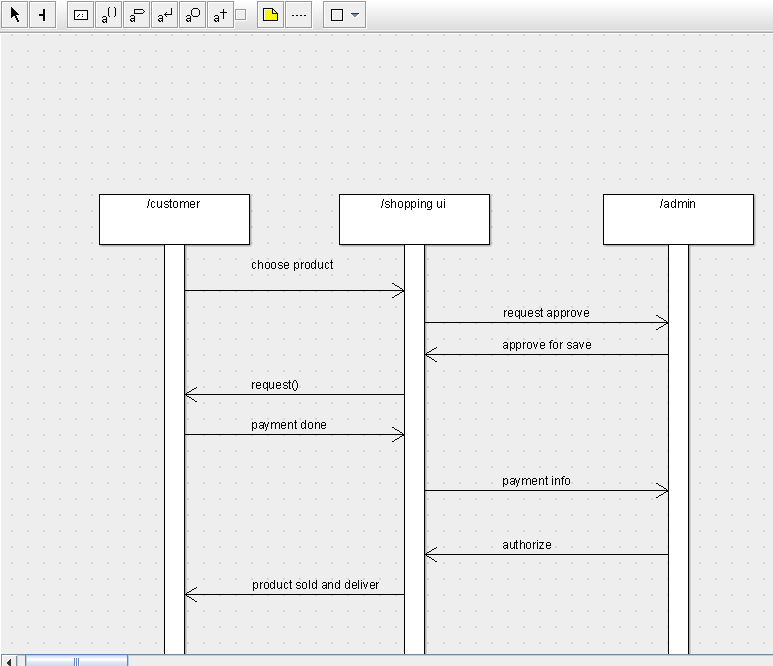 /customer
/shopping ui
/admin
choose product
request approve
approve for save
request()
payment done
payment info
authorize
product sold and deliver